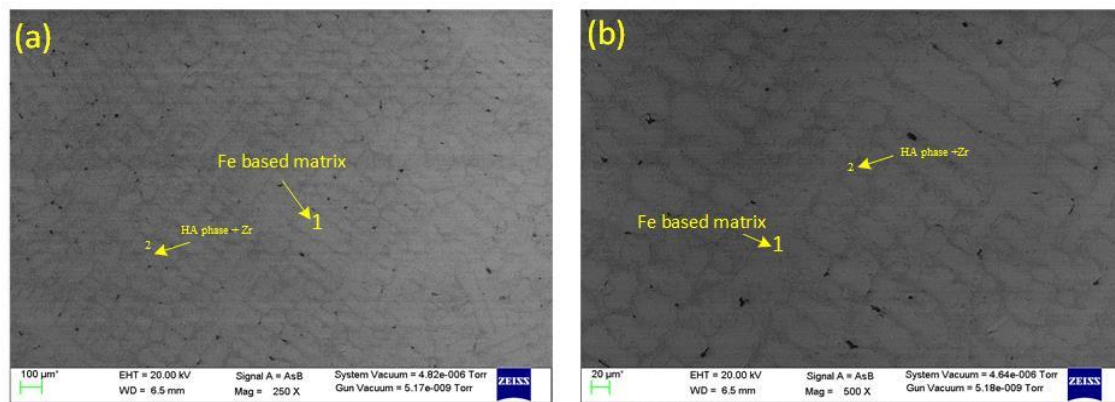 (a)
Fe based matrix
1
2
HA phase + Zr
100 µm*
EHT = 20.00 kV
WD = 6.5 mm
Signal A = AsB
Mag = 250 X
System Vacuum = 4.82e-006 Torr
Gun Vacuum = 5.17e-009 Torr
ZEISS
(b)
2
HA phase +Zr
Fe based matrix
1
20 µm*
EHT = 20.00 kV
WD = 6.5 mm
Signal A = AsB
Mag = 500 X
System Vacuum = 4.64e-006 Torr
Gun Vacuum = 5.18e-009 Torr
ZEISS